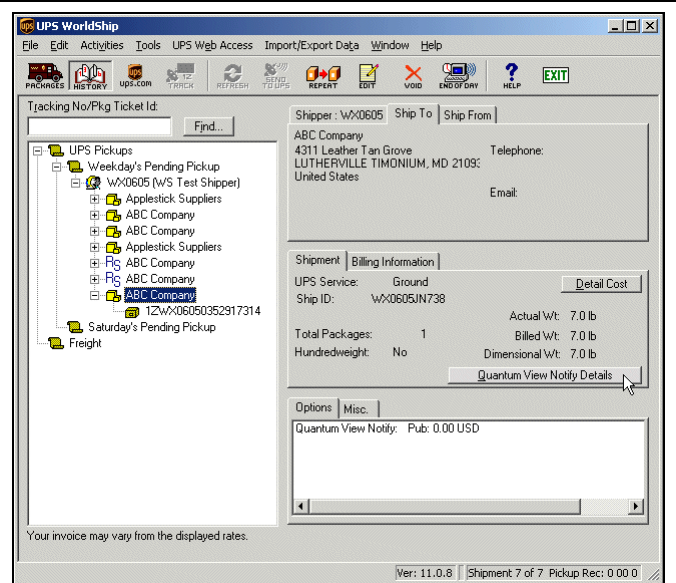 UPS WorldShip
File Edit Activities Tools UPS Web Access Import/Export Data Window Help
PACKAGES HISTORY UPS.com TRACK REFRESH SEND TO UPS REPEAT EDIT VOID END OF DAY HELP EXIT
Tracking No/Pkg Ticket Id:
Find...
UPS Pickups
Weekday's Pending Pickup
WX0605 (WS Test Shipper)
Applestick Suppliers
ABC Company
ABC Company
Applestick Suppliers
ABC Company
ABC Company
ABC Company
1ZWX06050352917314
Saturday's Pending Pickup
Freight
Shipper : WX0605 Ship To Ship From
ABC Company
4311 Leather Tan Grove Telephone:
LUTHERVILLE TIMONIUM, MD 2109
United States
Email:
Shipment Billing Information
UPS Service: Ground Detail Cost
Ship ID: WX0605JN738
Actual Wt: 7.0 lb
Total Packages: 1 Billed Wt: 7.0 lb
Hundredweight: No Dimensional Wt: 7.0 lb
Quantum View Notify Details
Options Misc.
Quantum View Notify: Pub: 0.00 USD
Your invoice may vary from the displayed rates.
Ver: 11.0.8 Shipment 7 of 7 Pickup Rec: 0 00 0